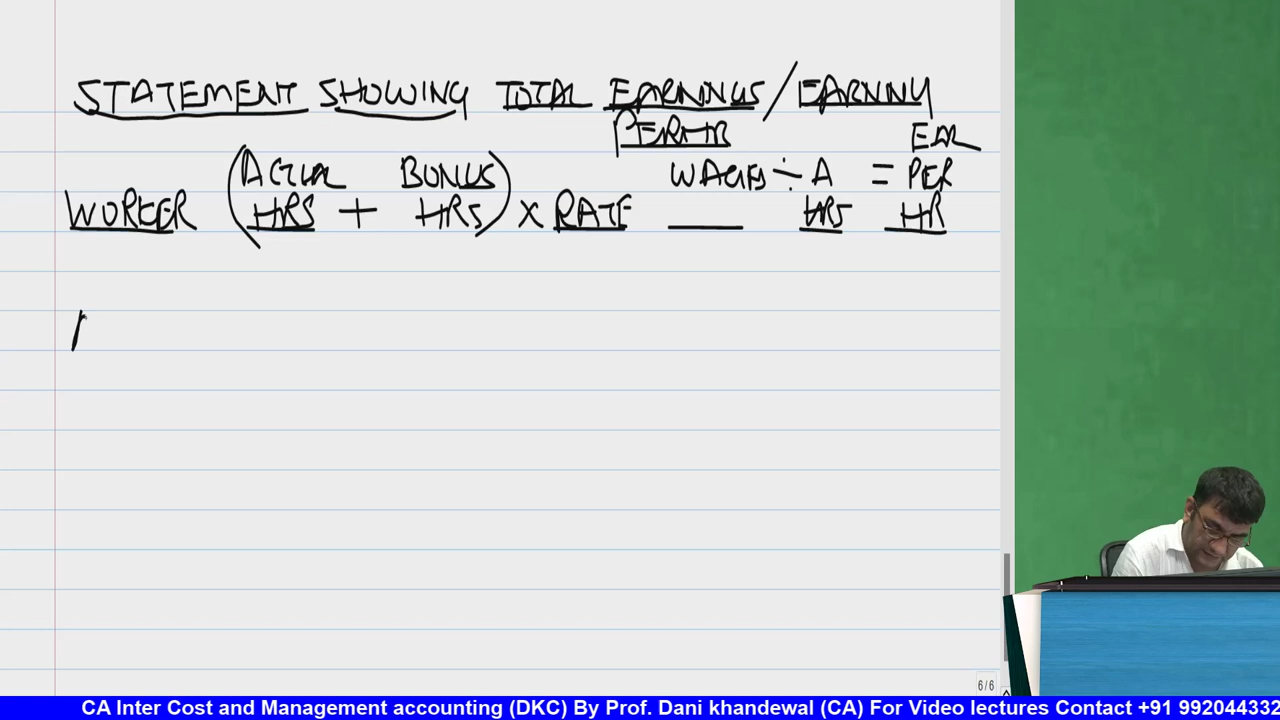 STATEMENT SHOWING TOTAL EARNINGS / EARNING
PER HR
EAR
(ACTUAL BONUS WAGES ÷ A = PER
WORKER HRS + HRS) × RATE HRS HR
6/6
CA Inter Cost and Management accounting (DKC) By Prof. Dani khandewal (CA) For Video lectures Contact +91 992044332